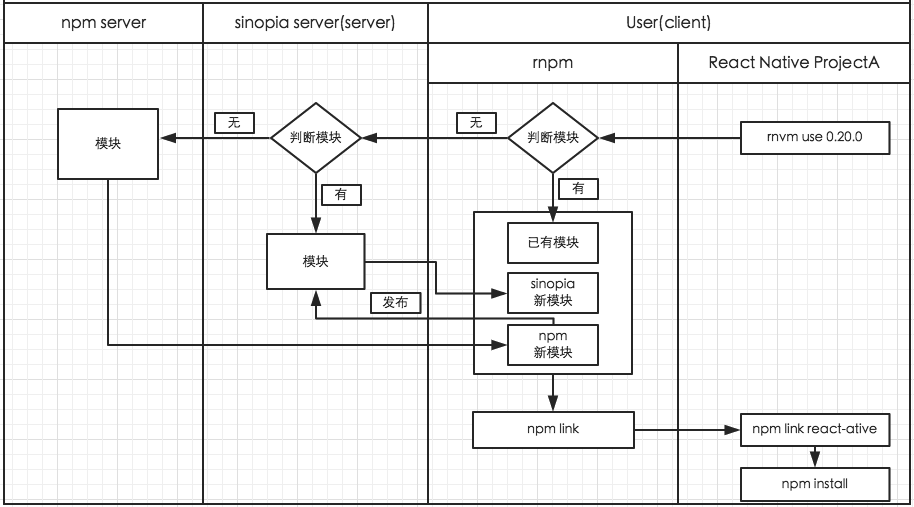 npm server
sinopia server(server)
User(client)
rnpm
React Native ProjectA
模块
无
判断模块
无
判断模块
rnvm use 0.20.0
有
有
模块
已有模块
sinopia
新模块
发布
npm
新模块
npm link
npm link react-ative
npm install